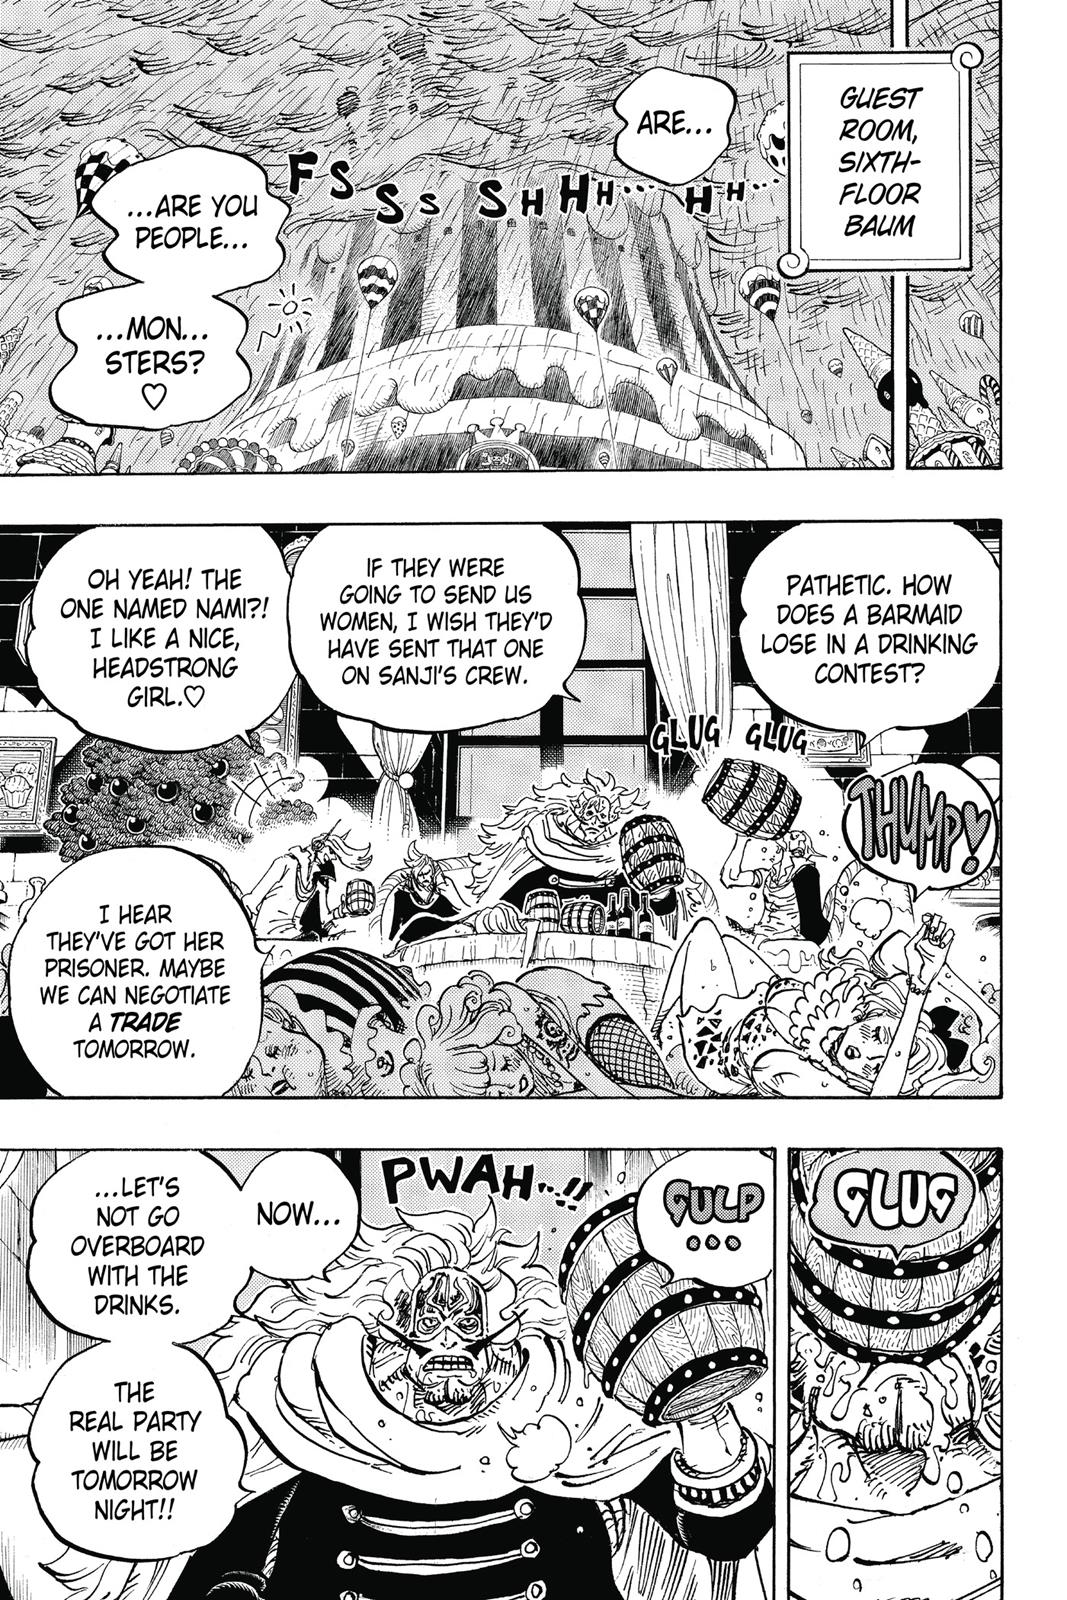 GUEST
ROOM,
SIXTH-
FLOOR
BAUM
ARE...
FSSSSHHH...HH...
...ARE YOU
PEOPLE...
...MON...
STERS?
♡
PATHETIC. HOW
DOES A BARMAID
LOSE IN A DRINKING
CONTEST?
GLUG GLUG
THUMP!
IF THEY WERE
GOING TO SEND US
WOMEN, I WISH THEY'D
HAVE SENT THAT ONE
ON SANJI'S CREW.
OH YEAH! THE
ONE NAMED NAMI?!
I LIKE A NICE,
HEADSTRONG
GIRL.♡
I HEAR
THEY'VE GOT HER
PRISONER. MAYBE
WE CAN NEGOTIATE
A TRADE
TOMORROW.
GLUG
GULP
...
PWAH...!!
NOW...
...LET'S
NOT GO
OVERBOARD
WITH THE
DRINKS.
THE
REAL PARTY
WILL BE
TOMORROW
NIGHT!!